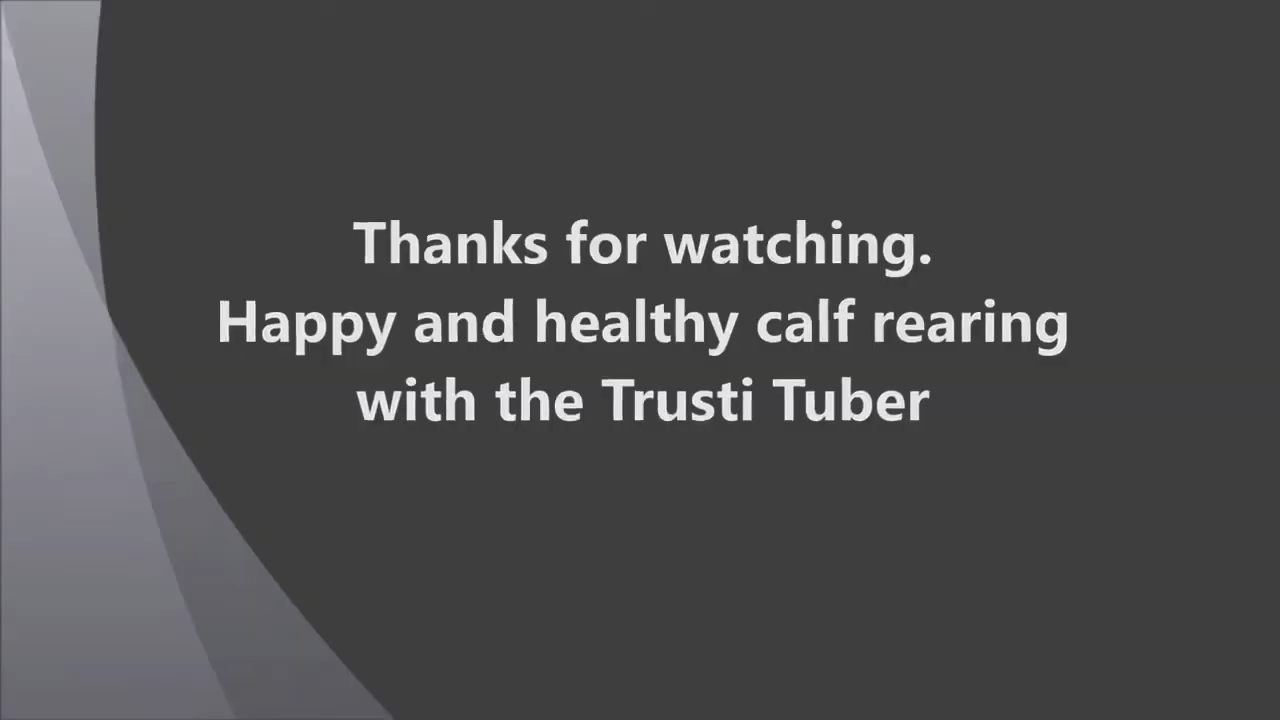 Thanks for watching.
Happy and healthy calf rearing
with the Trusti Tuber